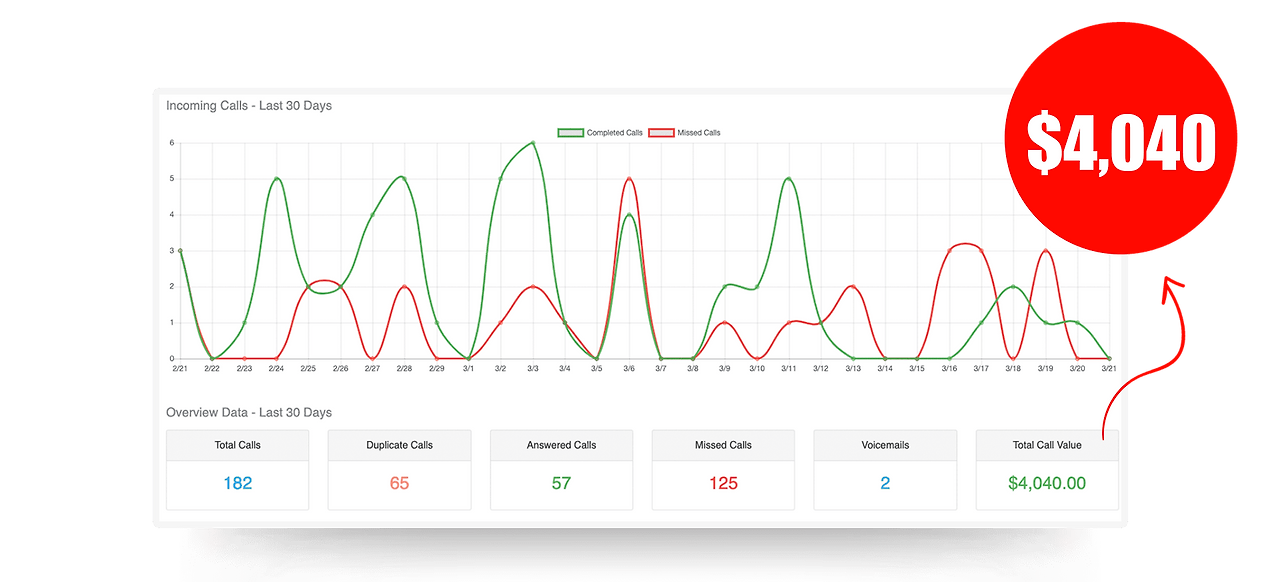 $4,040
Incoming Calls - Last 30 Days
Completed Calls Missed Calls
6
5
4
3
2
1
0
2/21 2/22 2/23 2/24 2/25 2/26 2/27 2/28 2/29 3/1 3/2 3/3 3/4 3/5 3/6 3/7 3/8 3/9 3/10 3/11 3/12 3/13 3/14 3/15 3/16 3/17 3/18 3/19 3/20 3/21
Overview Data - Last 30 Days
Total Calls Duplicate Calls Answered Calls Missed Calls Voicemails Total Call Value
182 65 57 125 2 $4,040.00